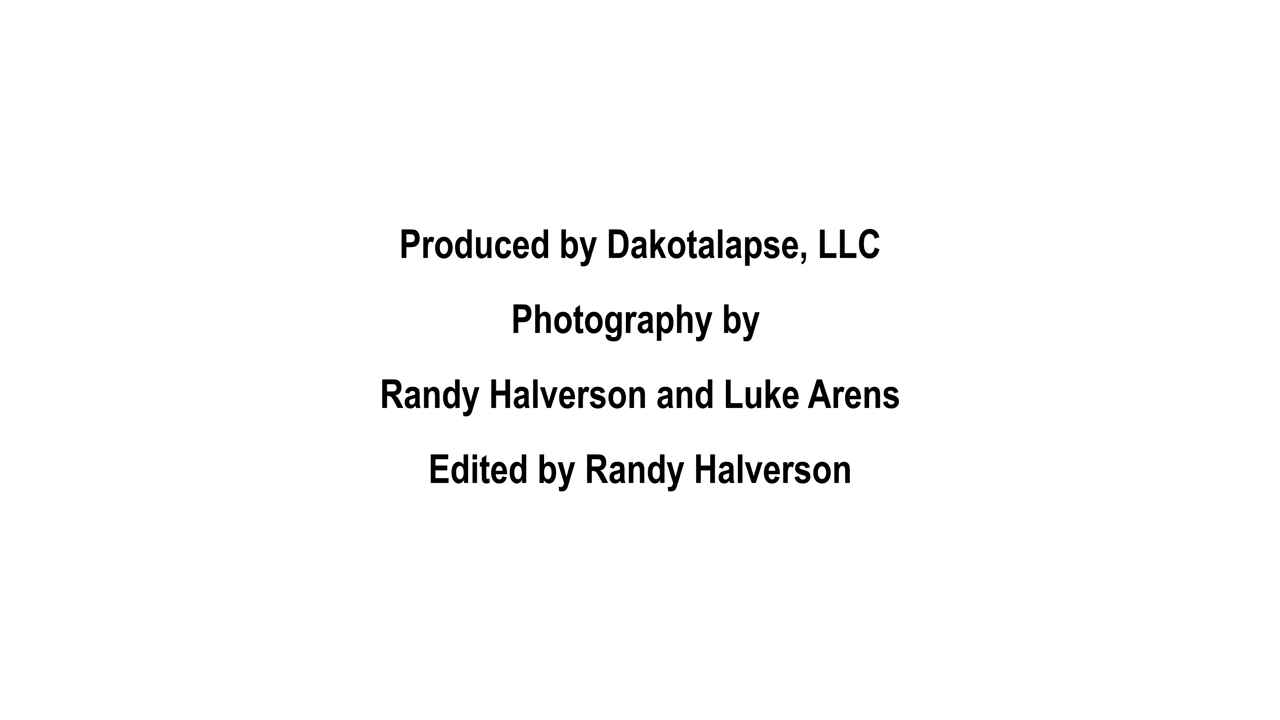 Produced by Dakotalapse, LLC
Photography by
Randy Halverson and Luke Arens
Edited by Randy Halverson